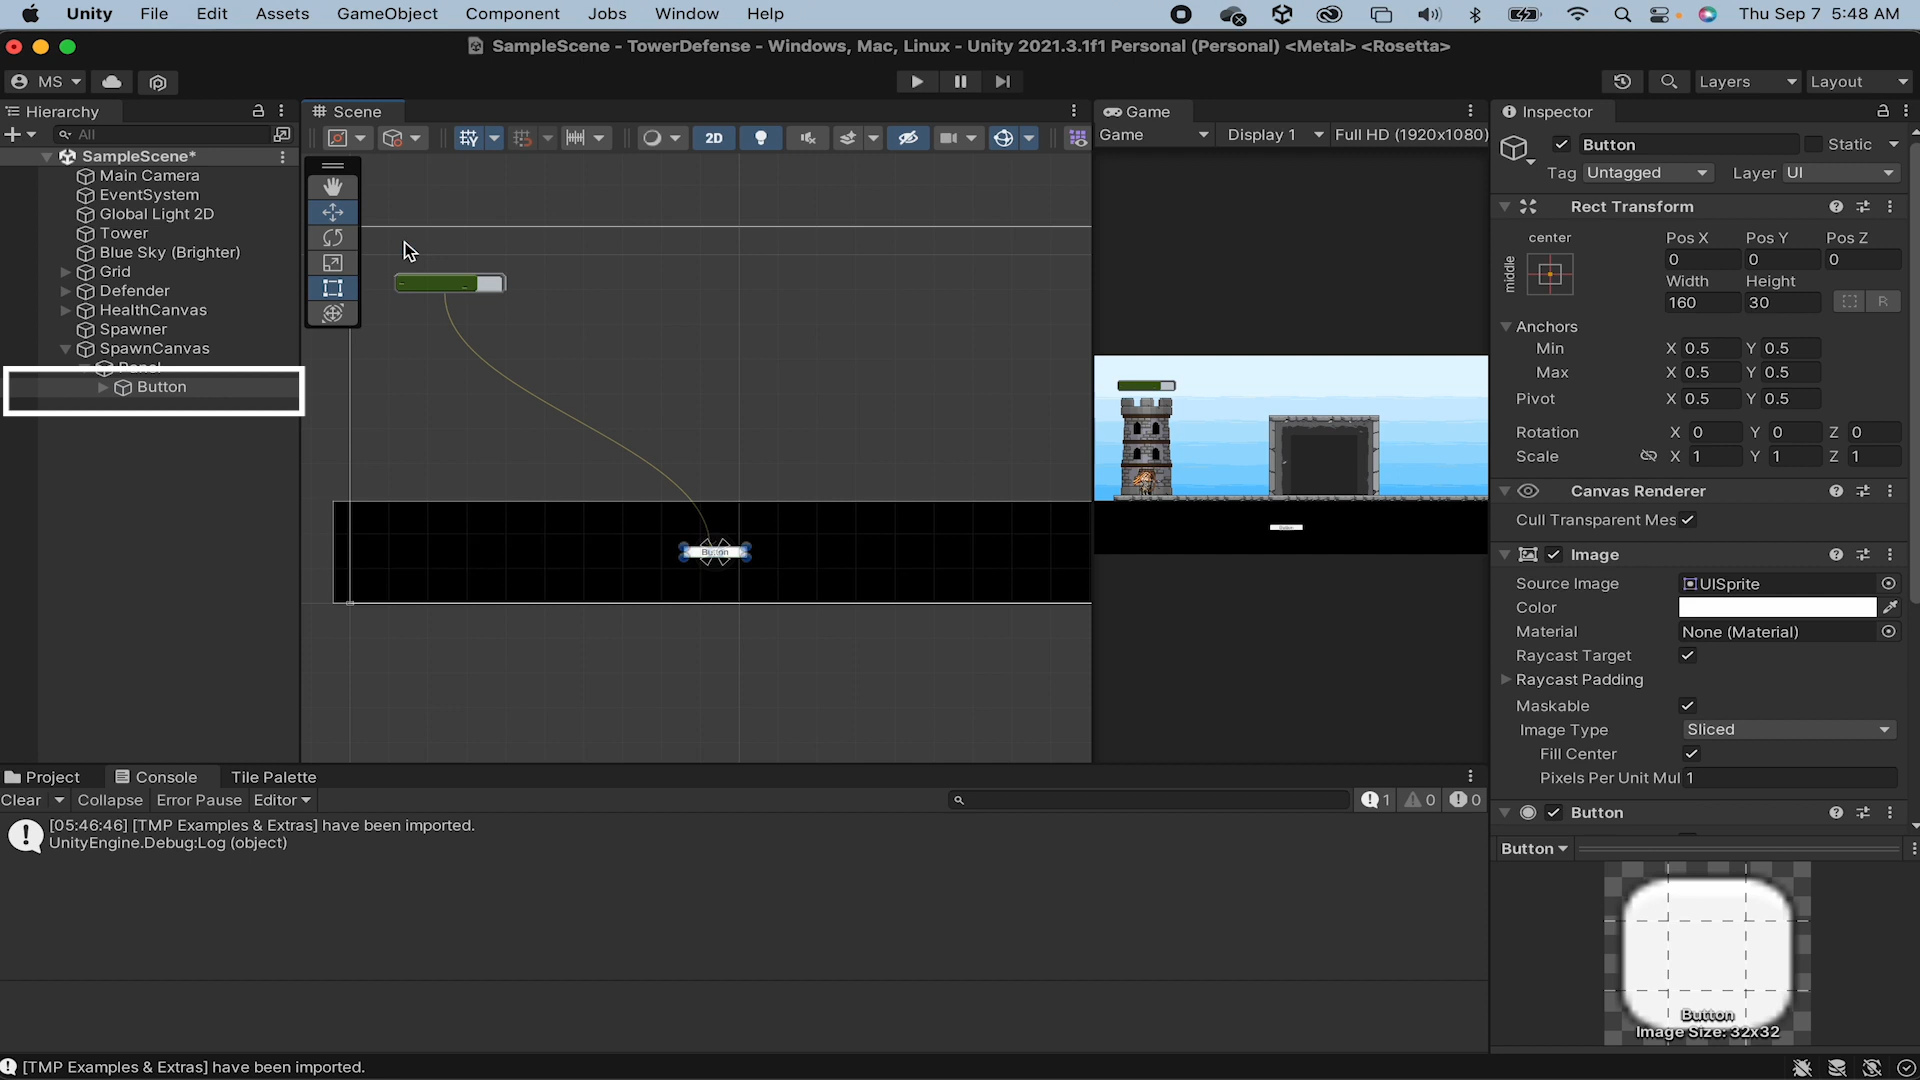 Unity File Edit Assets GameObject Component Jobs Window Help Thu Sep 7 5:48 AM
SampleScene - TowerDefense - Windows, Mac, Linux - Unity 2021.3.1f1 Personal (Personal) <Metal> <Rosetta>
MS Layers Layout
Hierarchy Scene Game Inspector
All 2D Game Display 1 Full HD (1920x1080)
Button Static
Tag Untagged Layer UI
SampleScene*
Main Camera
EventSystem
Global Light 2D
Tower
Blue Sky (Brighter)
Grid
Defender
HealthCanvas
Spawner
SpawnCanvas
Panel
Button
Button
Rect Transform
center Pos X Pos Y Pos Z
middle 0 0 0
Width Height
160 30 R
Anchors
Min X 0.5 Y 0.5
Max X 0.5 Y 0.5
Pivot X 0.5 Y 0.5
Rotation X 0 Y 0 Z 0
Scale X 1 Y 1 Z 1
Canvas Renderer
Cull Transparent Mes
Image
Source Image UISprite
Color
Material None (Material)
Raycast Target
Raycast Padding
Maskable
Image Type Sliced
Fill Center
Pixels Per Unit Mul 1
Button
Button
Button
Image Size: 32x32
Project Console Tile Palette
Clear Collapse Error Pause Editor 1 0 0
[05:46:46] [TMP Examples & Extras] have been imported.
UnityEngine.Debug:Log (object)
[TMP Examples & Extras] have been imported.